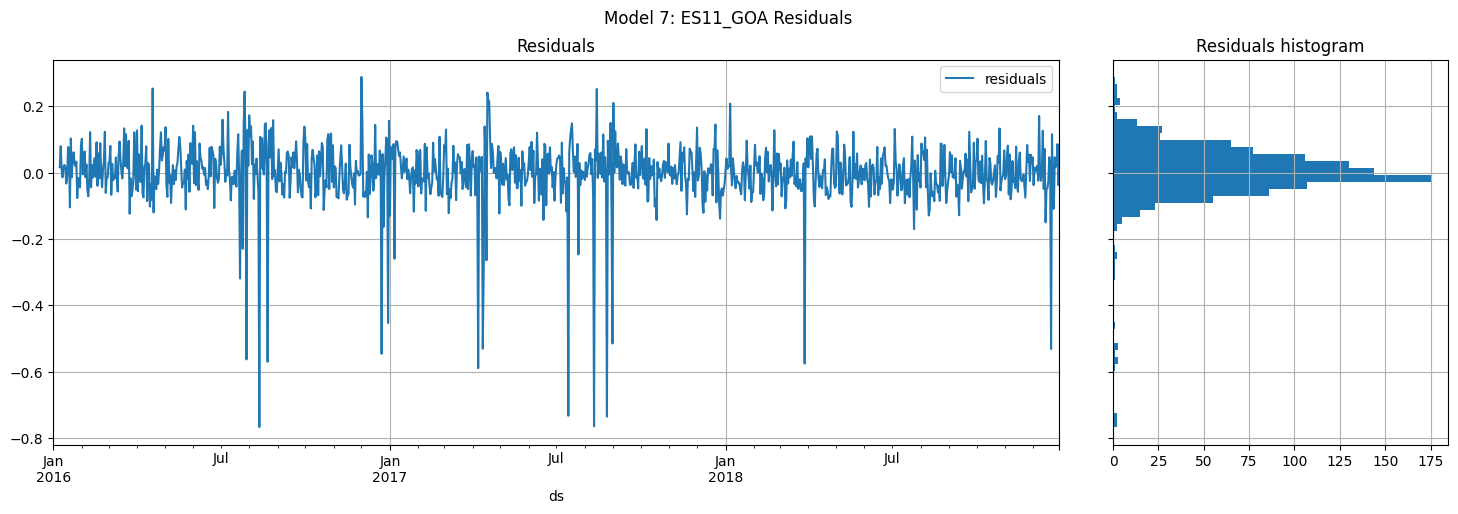 Model 7: ES11_GOA Residuals
Residuals
Residuals histogram
residuals
0.2
0.0
−0.2
−0.4
−0.6
−0.8
Jan
2016
Jul
Jan
2017
Jul
Jan
2018
Jul
ds
0 25 50 75 100 125 150 175